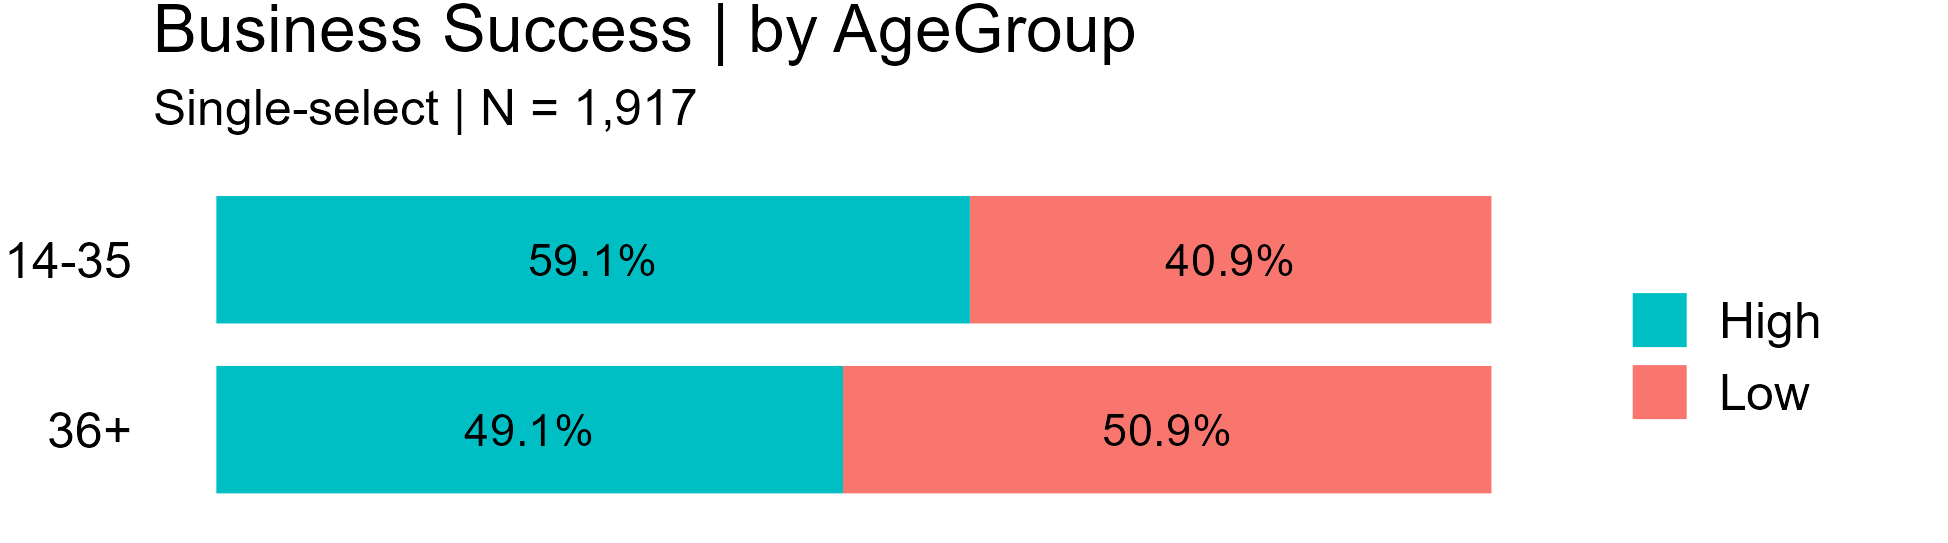 Business Success | by AgeGroup
Single-select | N = 1,917
14-35
59.1%
40.9%
36+
49.1%
50.9%
High
Low